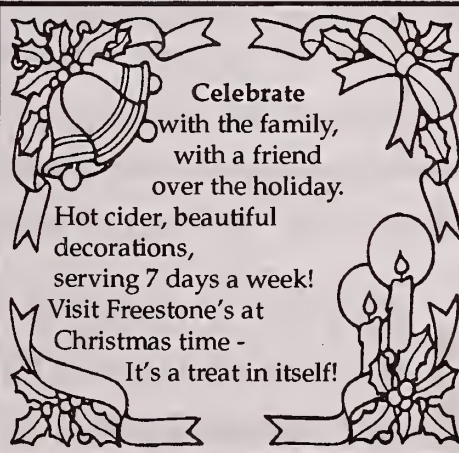 Celebrate
with the family,
with a friend
over the holiday.
Hot cider, beautiful
decorations,
serving 7 days a week!
Visit Freestone's at
Christmas time -
It's a treat in itself!